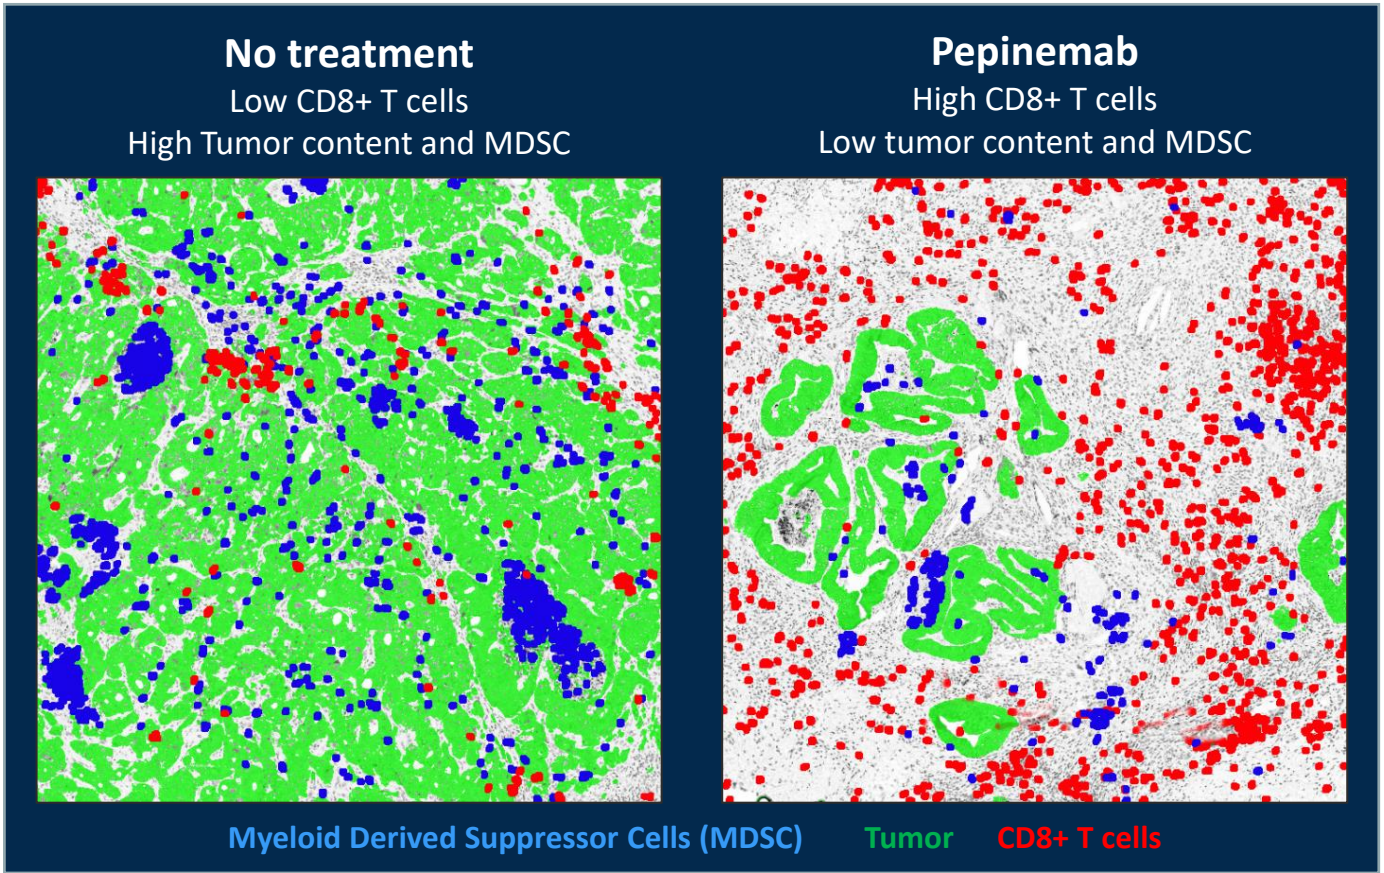 No treatment
Low CD8+ T cells
High Tumor content and MDSC
Pepinemab
High CD8+ T cells
Low tumor content and MDSC
Myeloid Derived Suppressor Cells (MDSC) Tumor CD8+ T cells